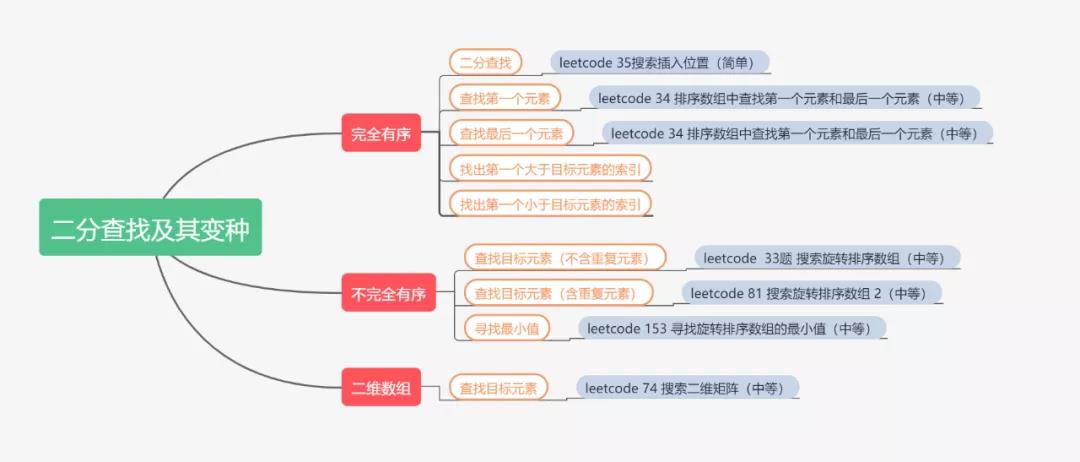 二分查找及其变种
完全有序
二分查找
leetcode 35搜索插入位置（简单）
查找第一个元素
leetcode 34 排序数组中查找第一个元素和最后一个元素（中等）
查找最后一个元素
leetcode 34 排序数组中查找第一个元素和最后一个元素（中等）
找出第一个大于目标元素的索引
找出第一个小于目标元素的索引
不完全有序
查找目标元素（不含重复元素）
leetcode 33题 搜索旋转排序数组（中等）
查找目标元素（含重复元素）
leetcode 81 搜索旋转排序数组 2（中等）
寻找最小值
leetcode 153 寻找旋转排序数组的最小值（中等）
二维数组
查找目标元素
leetcode 74 搜索二维矩阵（中等）